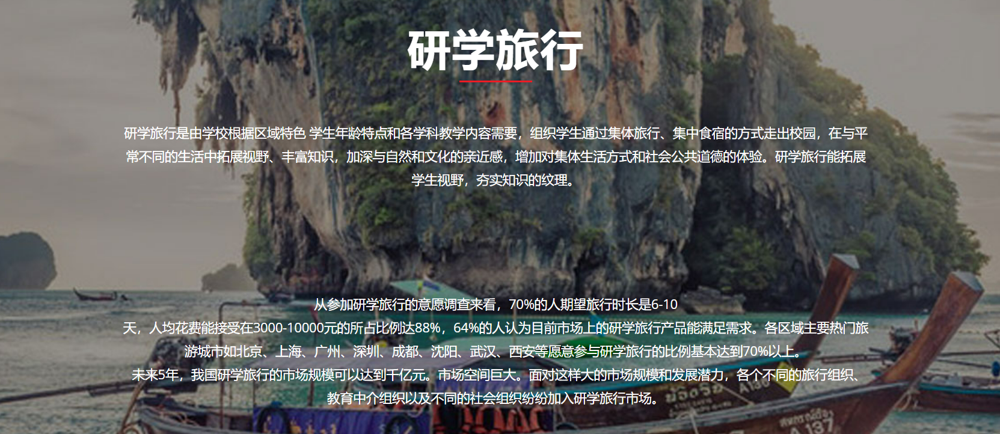 研学旅行
研学旅行是由学校根据区域特色 学生年龄特点和各学科教学内容需要，组织学生通过集体旅行、集中食宿的方式走出校园，在与平
常不同的生活中拓展视野、丰富知识，加深与自然和文化的亲近感，增加对集体生活方式和社会公共道德的体验。研学旅行能拓展
学生视野，夯实知识的纹理。
从参加研学旅行的意愿调查来看，70%的人期望旅行时长是6-10
天，人均花费能接受在3000-10000元的所占比例达88%，64%的人认为目前市场上的研学旅行产品能满足需求。各区域主要热门旅
游城市如北京、上海、广州、深圳、成都、沈阳、武汉、西安等愿意参与研学旅行的比例基本达到70%以上。
未来5年，我国研学旅行的市场规模可以达到千亿元。市场空间巨大。面对这样大的市场规模和发展潜力，各个不同的旅行组织、
教育中介组织以及不同的社会组织纷纷加入研学旅行市场。
A 137